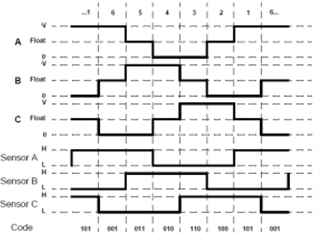 ...1 6 5 4 3 2 1 6...
V
A Float
0
V
B Float
0
V
C Float
0
Sensor A H
L
Sensor B H
L
Sensor C H
L
Code 101 001 011 010 110 100 101 001